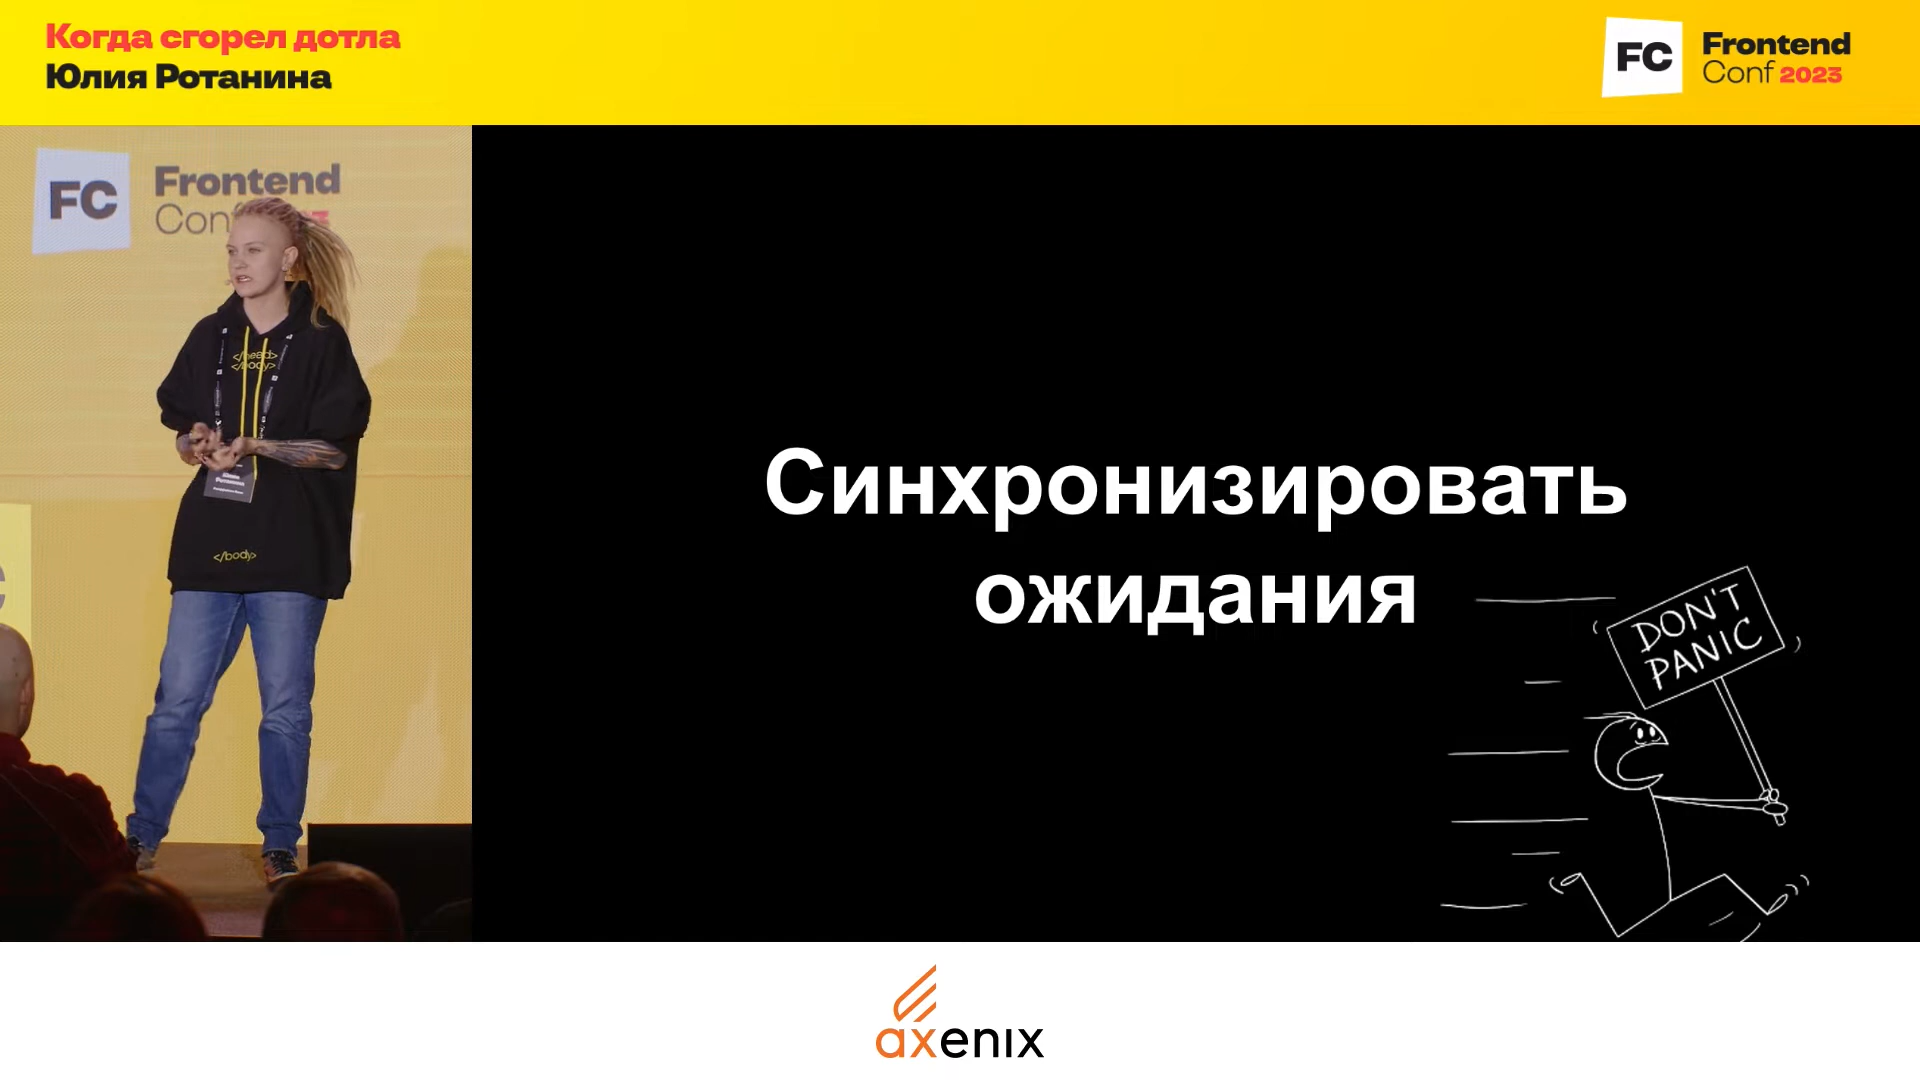 Когда сгорел дотла
Юлия Ротанина
FC
Frontend
Conf 2023
FC
Frontend
</head>
</body>
</body>
Синхронизировать
ожидания
DON'T
PANIC
axenix